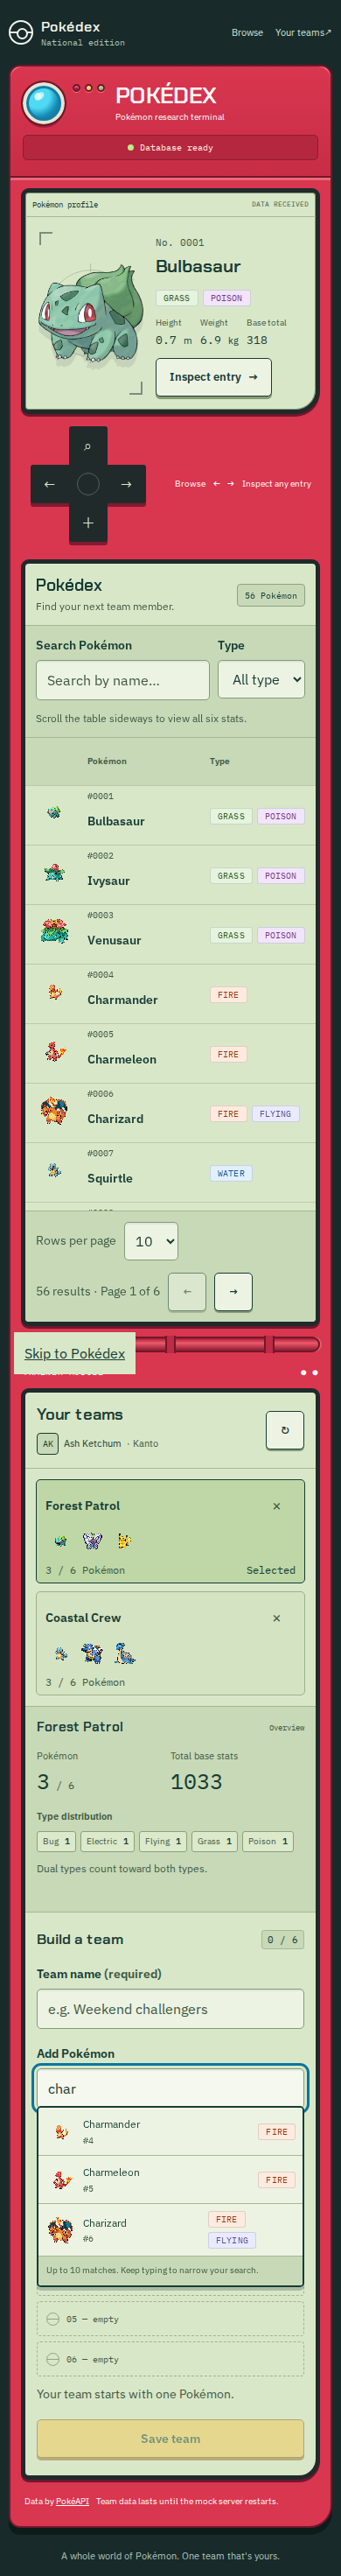 Pokédex
National edition
Browse Your teams↗
POKÉDEX
Pokémon research terminal
Database ready
Pokémon profile DATA RECEIVED
No. 0001
Bulbasaur
GRASS POISON
Height Weight Base total
0.7 m 6.9 kg 318
Inspect entry →
Browse ← → Inspect any entry
Pokédex
Find your next team member.
56 Pokémon
Search Pokémon Type
Search by name... All type
Scroll the table sideways to view all six stats.
Pokémon Type
#0001
Bulbasaur GRASS POISON
#0002
Ivysaur GRASS POISON
#0003
Venusaur GRASS POISON
#0004
Charmander FIRE
#0005
Charmeleon FIRE
#0006
Charizard FIRE FLYING
#0007
Squirtle WATER
Rows per page 10
56 results · Page 1 of 6 ← →
Skip to Pokédex
Your teams
AK Ash Ketchum · Kanto
Forest Patrol ×
3 / 6 Pokémon Selected
Coastal Crew ×
3 / 6 Pokémon
Forest Patrol Overview
Pokémon Total base stats
3 / 6 1033
Type distribution
Bug 1 Electric 1 Flying 1 Grass 1 Poison 1
Dual types count toward both types.
Build a team 0 / 6
Team name (required)
e.g. Weekend challengers
Add Pokémon
char
Charmander
#4 FIRE
Charmeleon
#5 FIRE
Charizard
#6 FIRE
FLYING
Up to 10 matches. Keep typing to narrow your search.
05 — empty
06 — empty
Your team starts with one Pokémon.
Save team
Data by PokéAPI Team data lasts until the mock server restarts.
A whole world of Pokémon. One team that's yours.